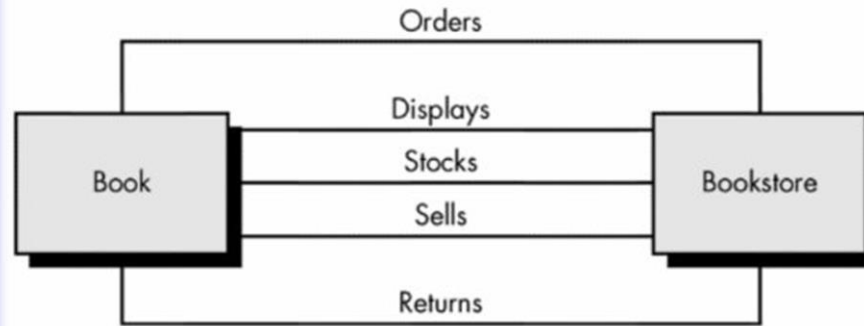 Orders
Displays
Stocks
Book
Bookstore
Sells
Returns